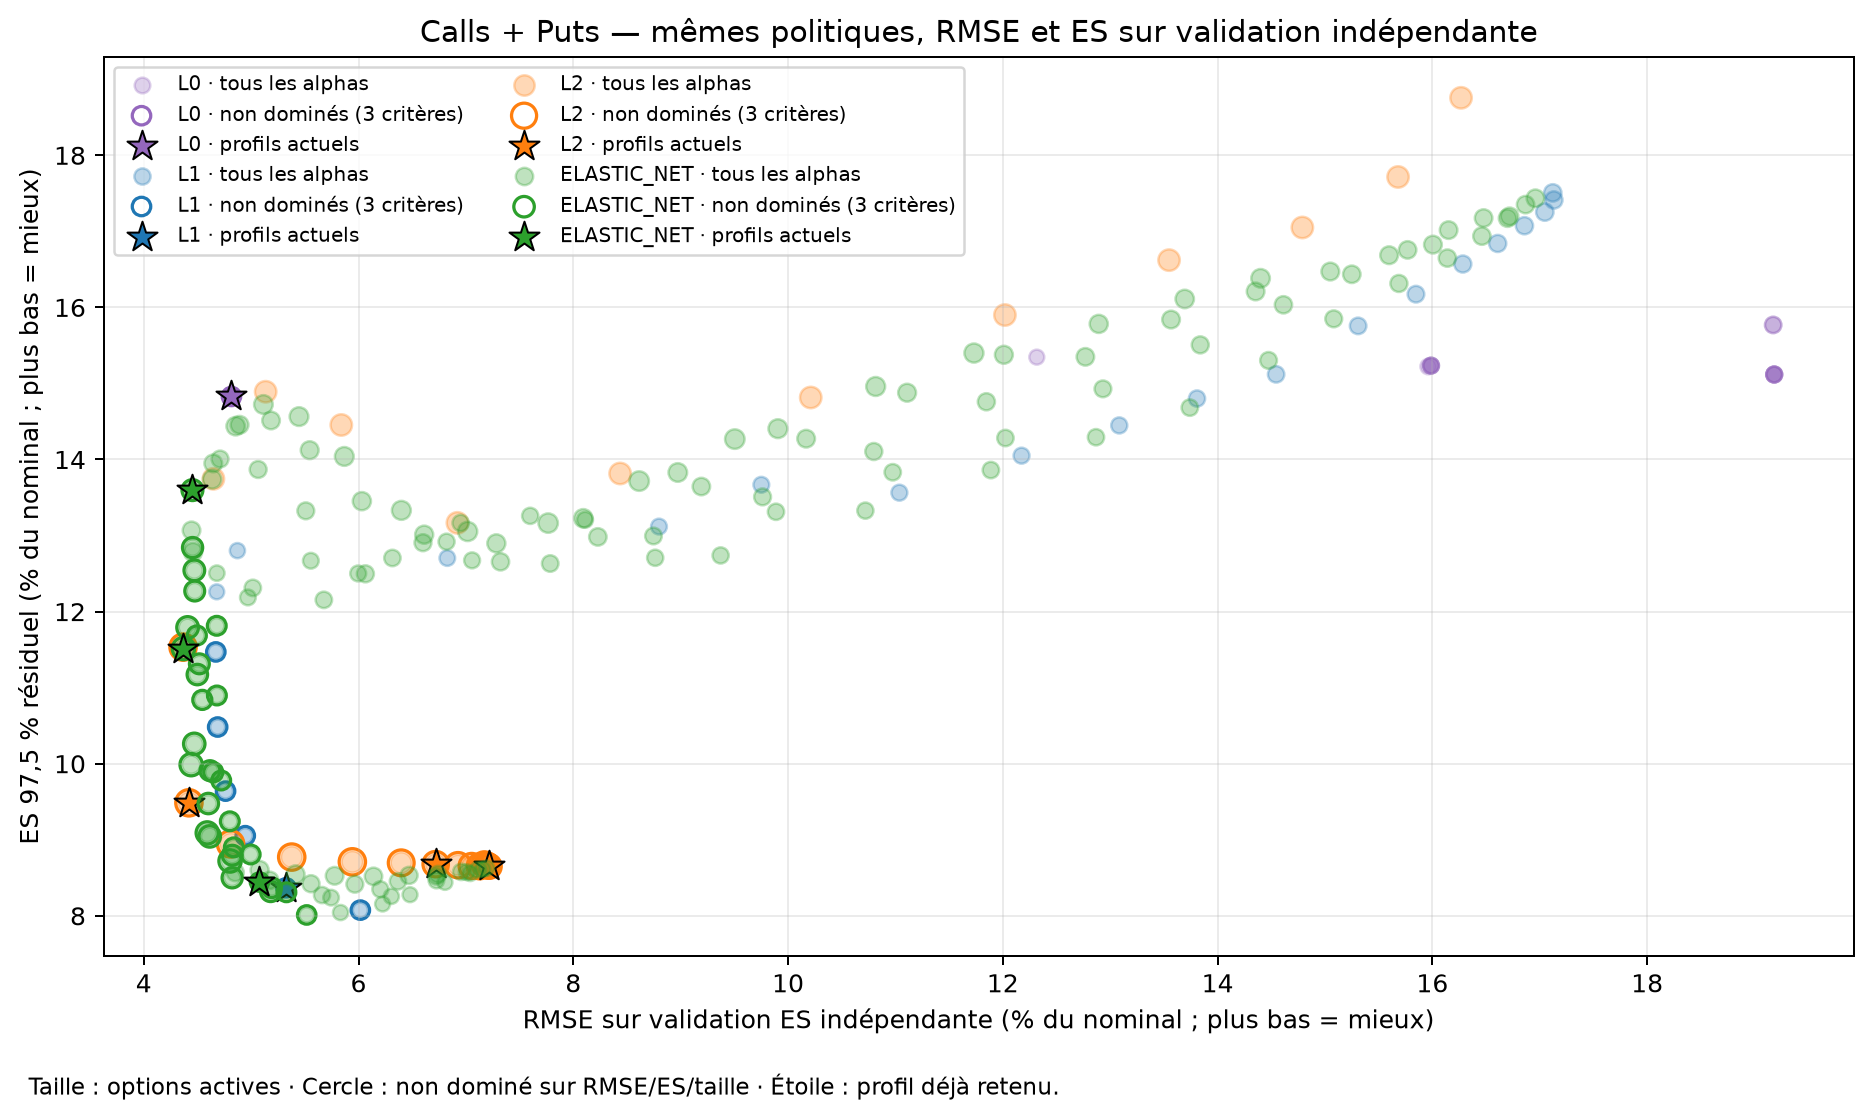 Calls + Puts — mêmes politiques, RMSE et ES sur validation indépendante
L0 · tous les alphas
L0 · non dominés (3 critères)
L0 · profils actuels
L1 · tous les alphas
L1 · non dominés (3 critères)
L1 · profils actuels
L2 · tous les alphas
L2 · non dominés (3 critères)
L2 · profils actuels
ELASTIC_NET · tous les alphas
ELASTIC_NET · non dominés (3 critères)
ELASTIC_NET · profils actuels
ES 97,5 % résiduel (% du nominal ; plus bas = mieux)
18
16
14
12
10
8
4 6 8 10 12 14 16 18
RMSE sur validation ES indépendante (% du nominal ; plus bas = mieux)
Taille : options actives · Cercle : non dominé sur RMSE/ES/taille · Étoile : profil déjà retenu.